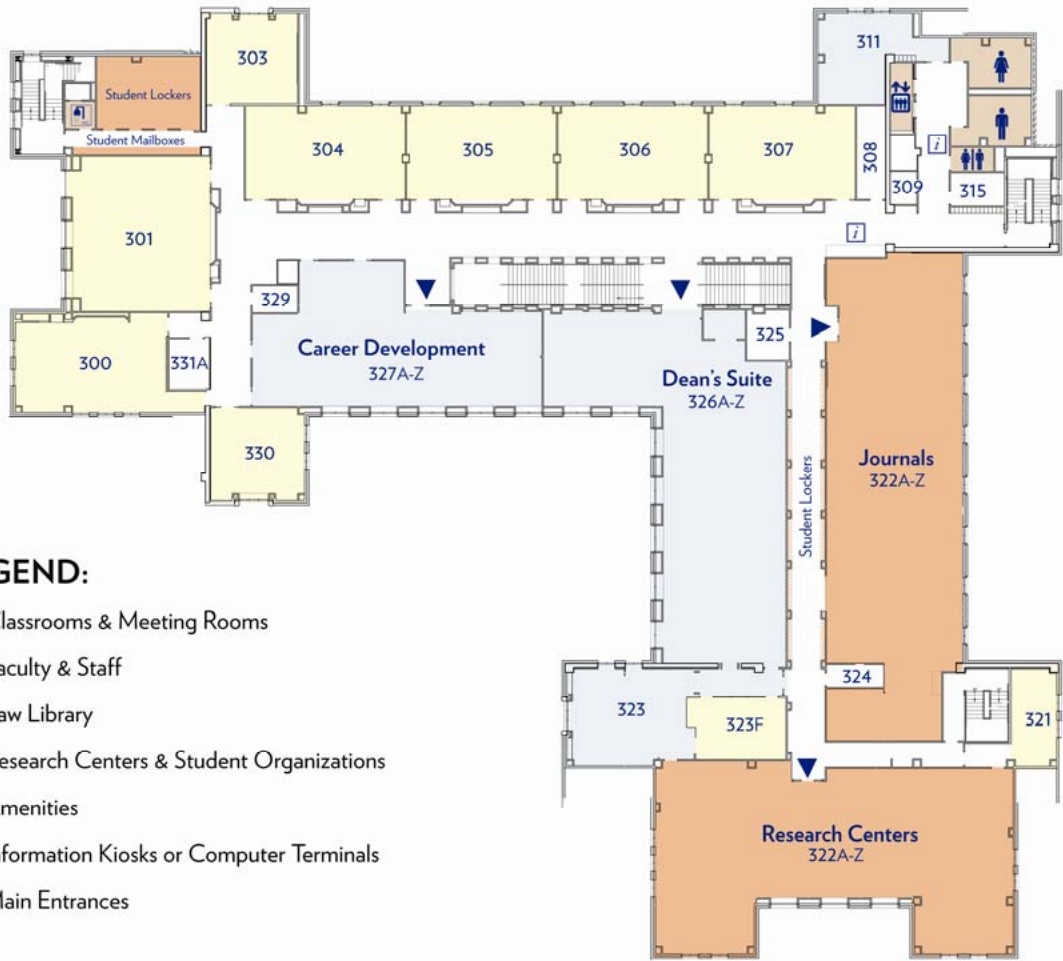 303
311
Student Lockers
Student Mailboxes
304
305
306
307
308
i
309
315
301
i
329
325
300
331A
Career Development
327A-Z
Dean's Suite
326A-Z
330
Journals
322A-Z
Student Lockers
GEND:
lassrooms & Meeting Rooms
aculty & Staff
aw Library
esearch Centers & Student Organizations
menities
nformation Kiosks or Computer Terminals
Main Entrances
324
323
323F
321
Research Centers
322A-Z